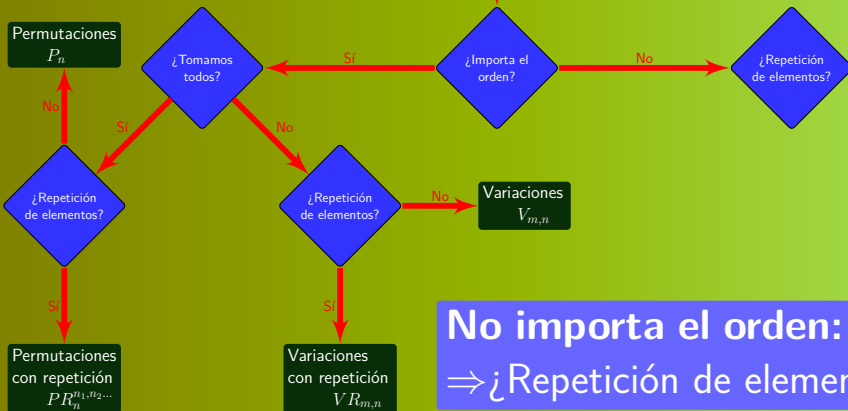 Permutaciones
$P_n$
¿Tomamos
todos?
Sí
¿Importa el
orden?
No
¿Repetición
de elementos?
No
Sí
No
¿Repetición
de elementos?
¿Repetición
de elementos?
No
Variaciones
$V_{m,n}$
Sí
Sí
Permutaciones
con repetición
$PR_n^{n_1,n_2...}$
Variaciones
con repetición
$VR_{m,n}$
No importa el orden:
⇒¿Repetición de elemen